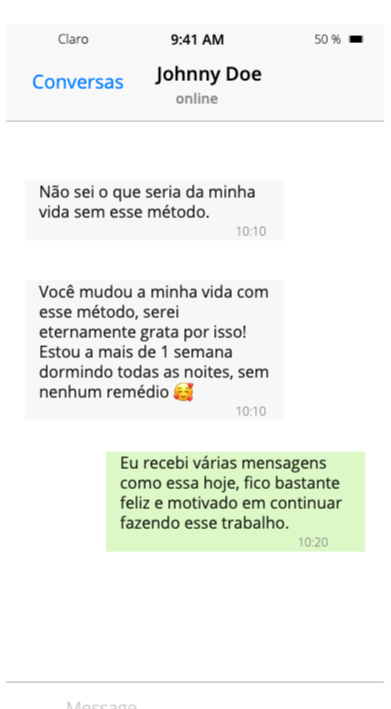 Claro 9:41 AM 50 %
Conversas Johnny Doe
online
Não sei o que seria da minha
vida sem esse método.
10:10
Você mudou a minha vida com
esse método, serei
eternamente grata por isso!
Estou a mais de 1 semana
dormindo todas as noites, sem
nenhum remédio 🥰
10:10
Eu recebi várias mensagens
como essa hoje, fico bastante
feliz e motivado em continuar
fazendo esse trabalho.
10:20
Message